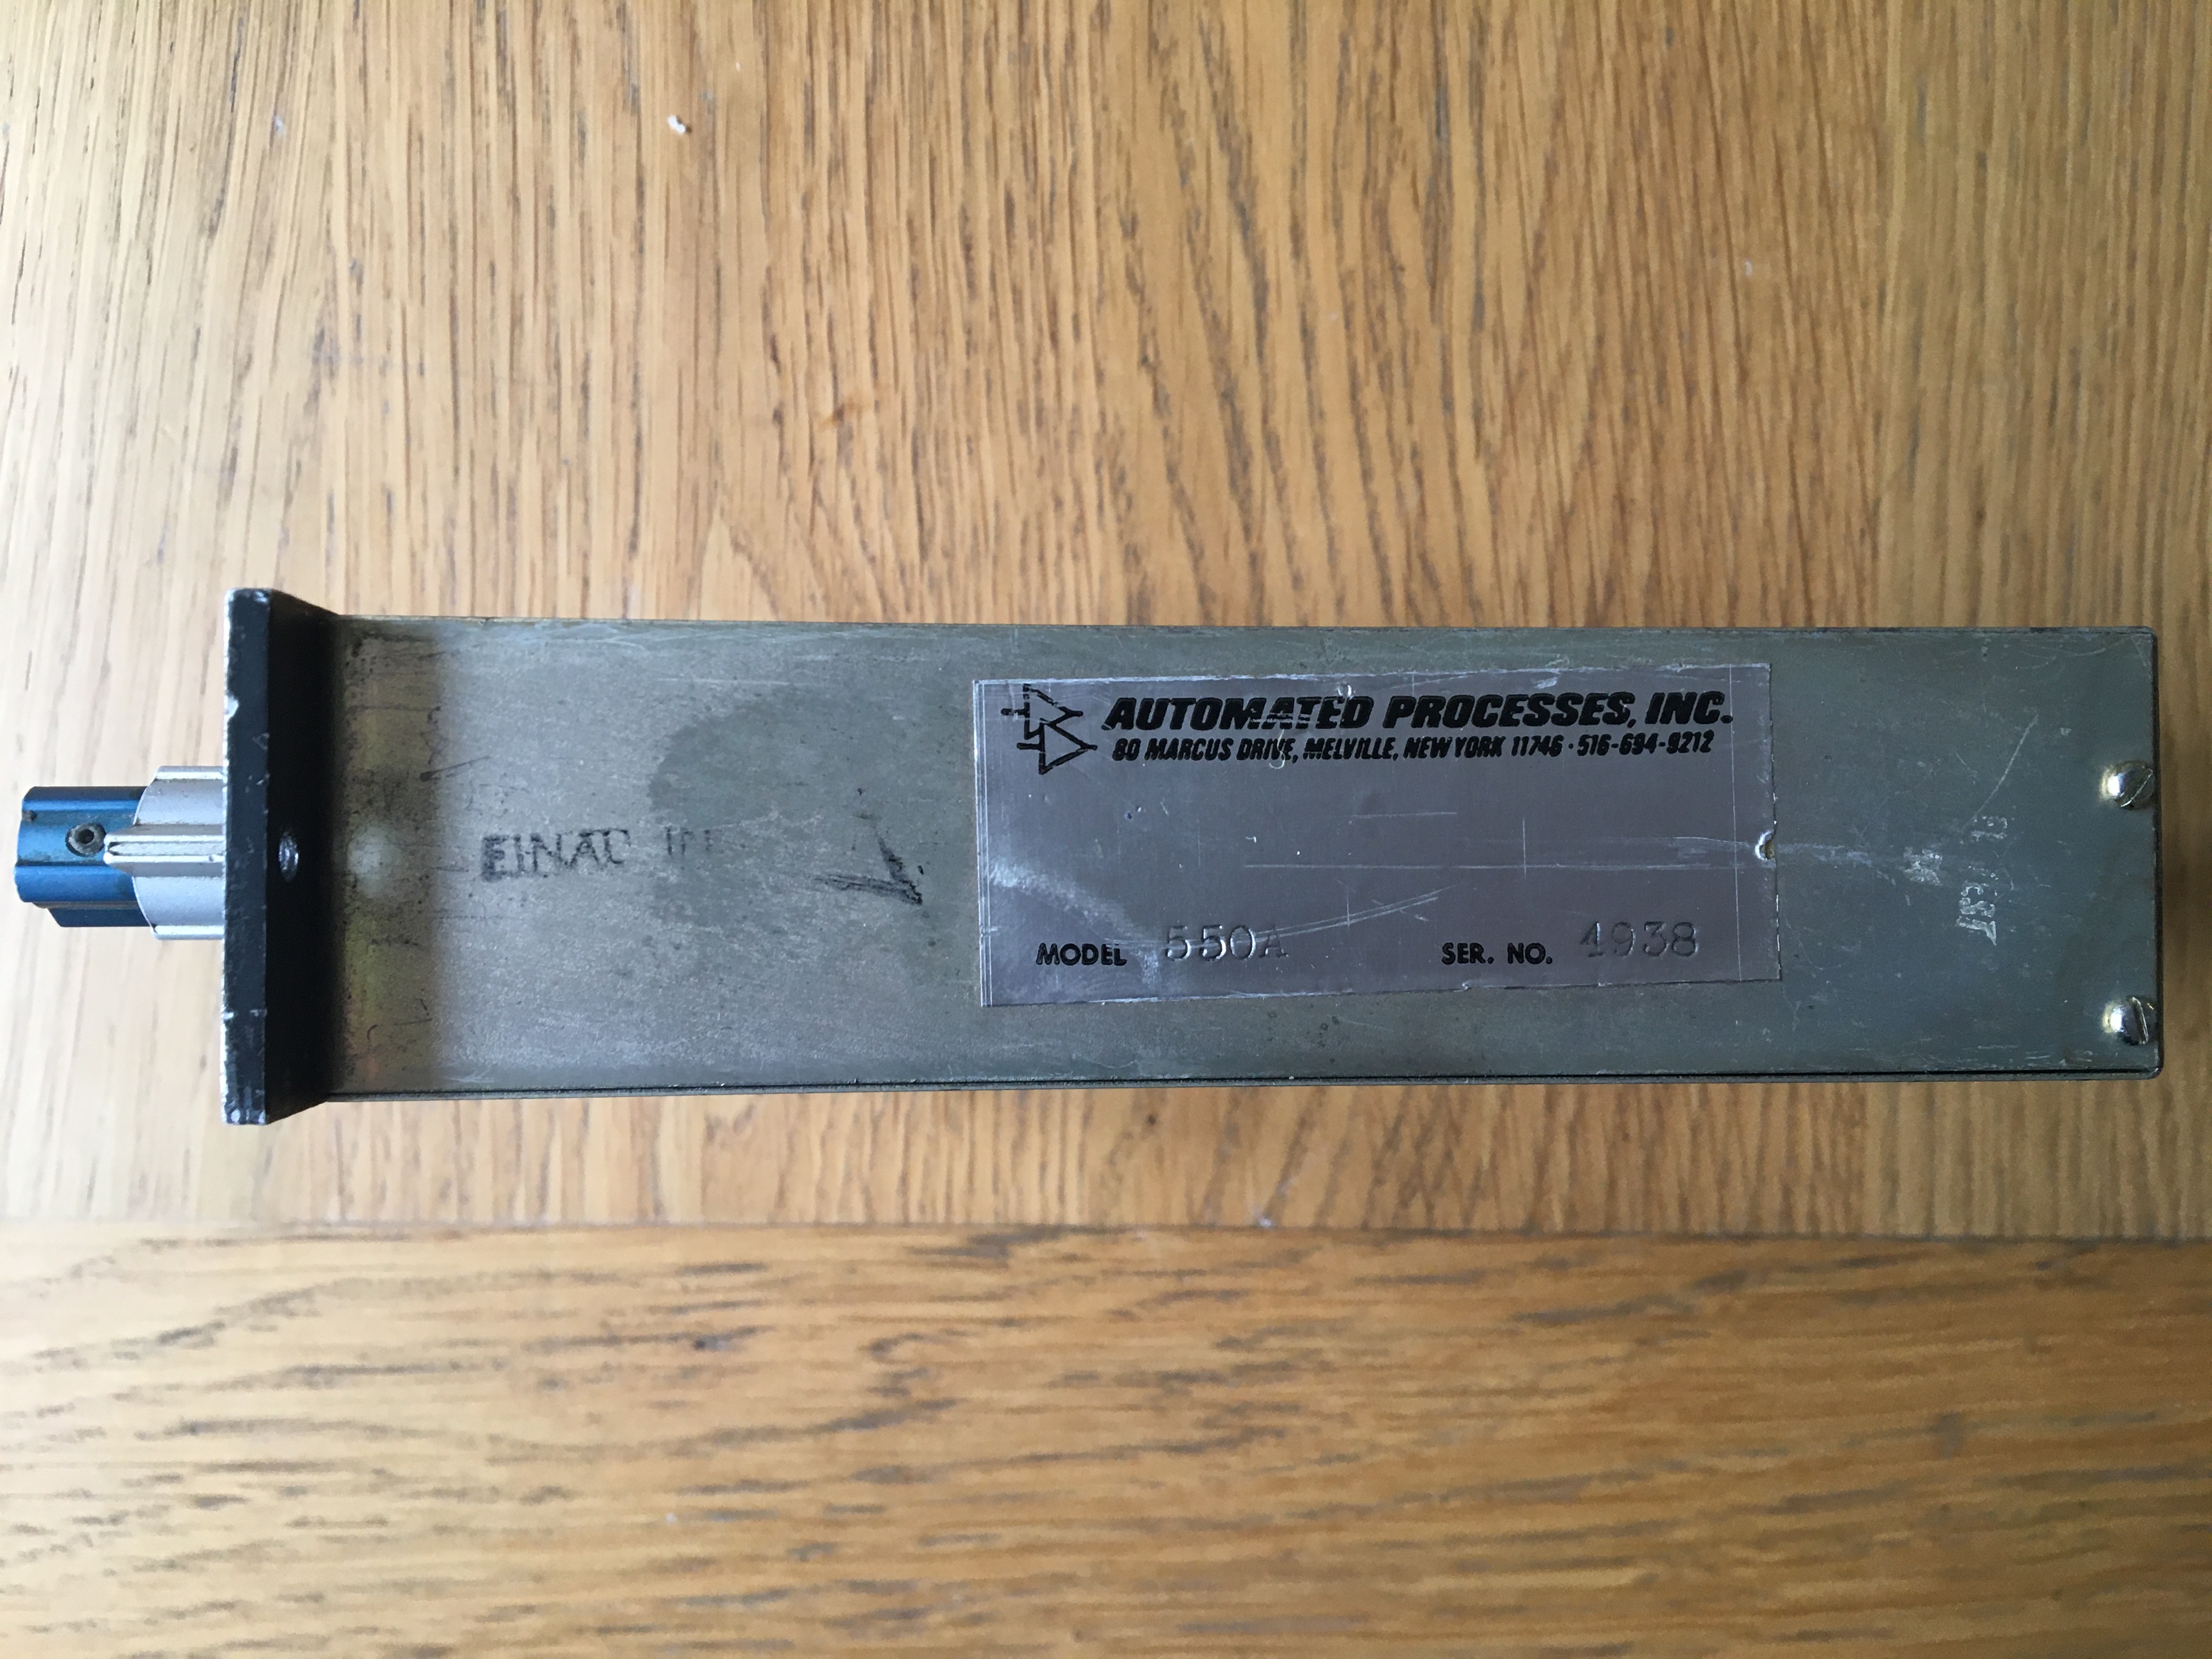 AUTOMATED PROCESSES, INC.
80 MARCUS DRIVE, MELVILLE, NEW YORK 11746 · 516-694-9212
MODEL 550A SER. NO. 4938